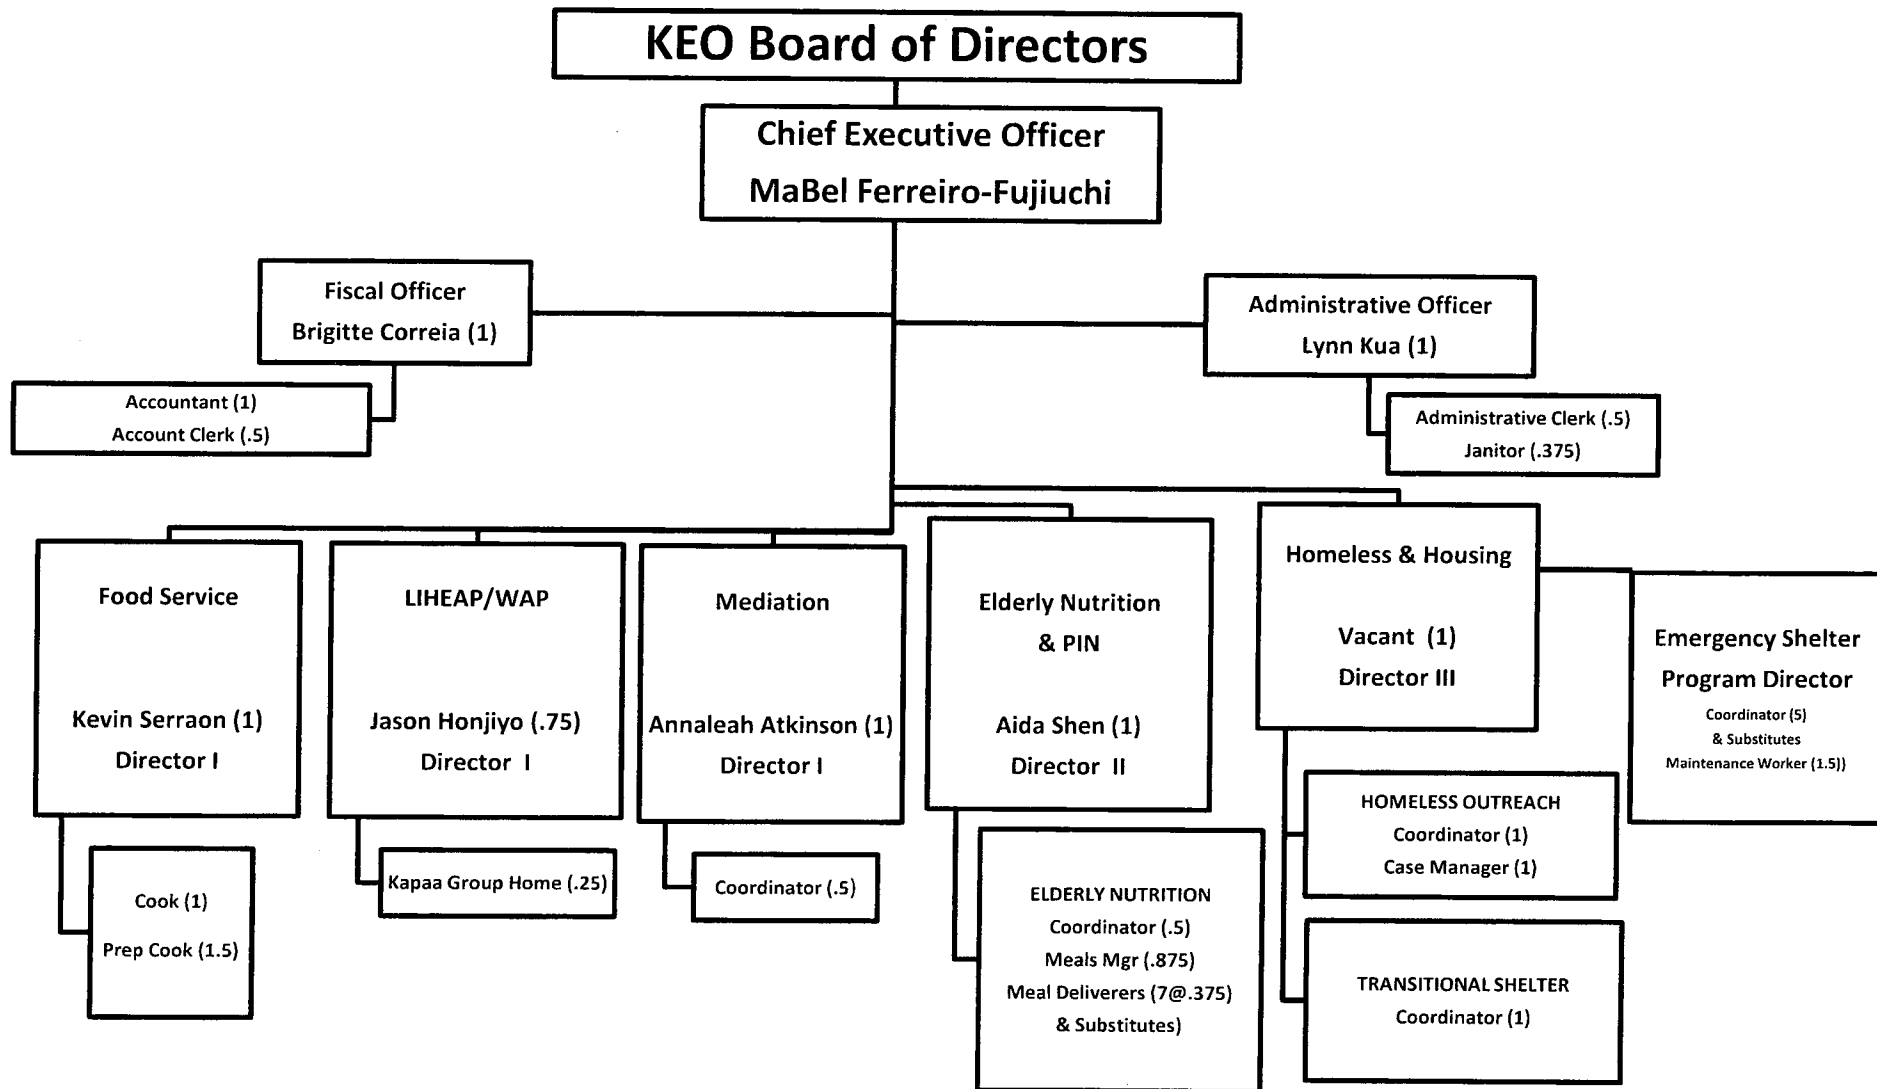 KEO Board of Directors
Chief Executive Officer
MaBel Ferreiro-Fujiuchi
Fiscal Officer
Brigitte Correia (1)
Administrative Officer
Lynn Kua (1)
Accountant (1)
Account Clerk (.5)
Administrative Clerk (.5)
Janitor (.375)
Food Service
Kevin Serraon (1)
Director I
LIHEAP/WAP
Jason Honjiyo (.75)
Director I
Mediation
Annaleah Atkinson (1)
Director I
Elderly Nutrition
& PIN
Aida Shen (1)
Director II
Homeless & Housing
Vacant (1)
Director III
Emergency Shelter
Program Director
Coordinator (5)
& Substitutes
Maintenance Worker (1.5))
Cook (1)
Prep Cook (1.5)
Kapaa Group Home (.25)
Coordinator (.5)
ELDERLY NUTRITION
Coordinator (.5)
Meals Mgr (.875)
Meal Deliverers (7@.375)
& Substitutes)
HOMELESS OUTREACH
Coordinator (1)
Case Manager (1)
TRANSITIONAL SHELTER
Coordinator (1)